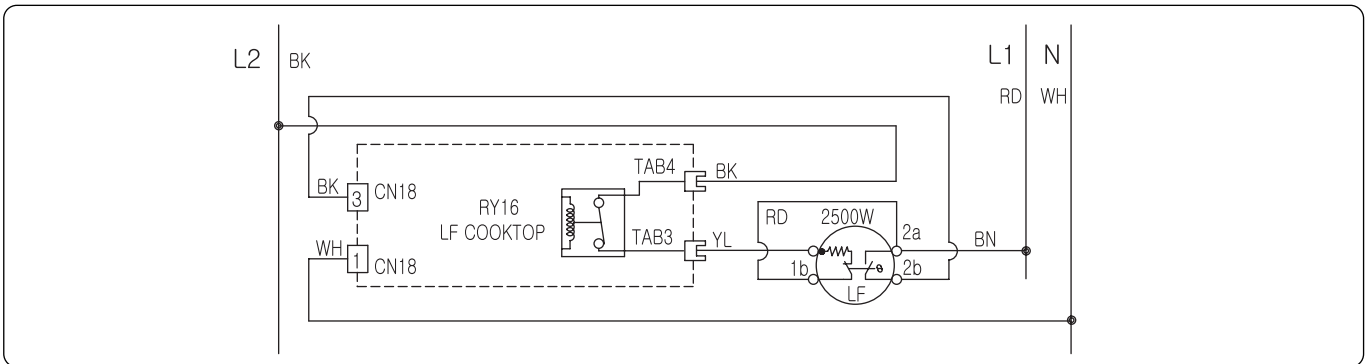 L2 BK L1 N
RD WH
TAB4 BK
BK 3 CN18
RY16
LF COOKTOP
RD 2500W
2a
TAB3 YL BN
WH 1 CN18
1b 2b
LF